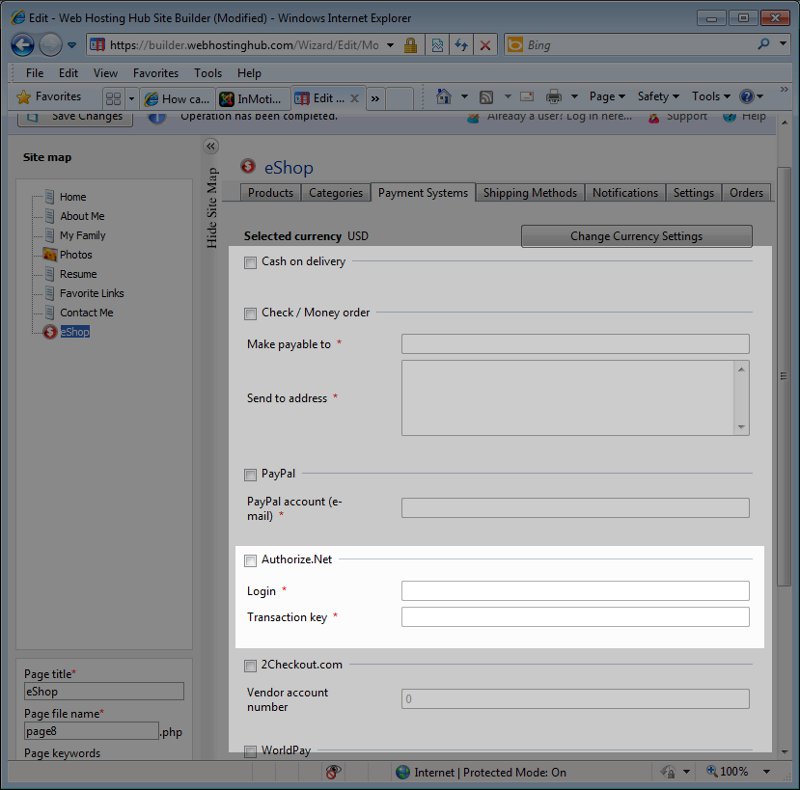 Edit - Web Hosting Hub Site Builder (Modified) - Windows Internet Explorer
https://builder.webhostinghub.com/Wizard/Edit/Mo
Bing
File Edit View Favorites Tools Help
Favorites
How ca...
InMoti...
Edit ...
Page Safety Tools
Save Changes
Operation has been completed.
Already a user? Log in here...
Support
Help
Site map
Home
About Me
My Family
Photos
Resume
Favorite Links
Contact Me
eShop
Hide Site Map
eShop
Products Categories Payment Systems Shipping Methods Notifications Settings Orders
Selected currency USD
Change Currency Settings
Cash on delivery
Check / Money order
Make payable to *
Send to address *
PayPal
PayPal account (e-
mail) *
Authorize.Net
Login *
Transaction key *
2Checkout.com
Vendor account
number
0
WorldPay
Page title*
eShop
Page file name*
page8 .php
Page keywords
Internet | Protected Mode: On
100%